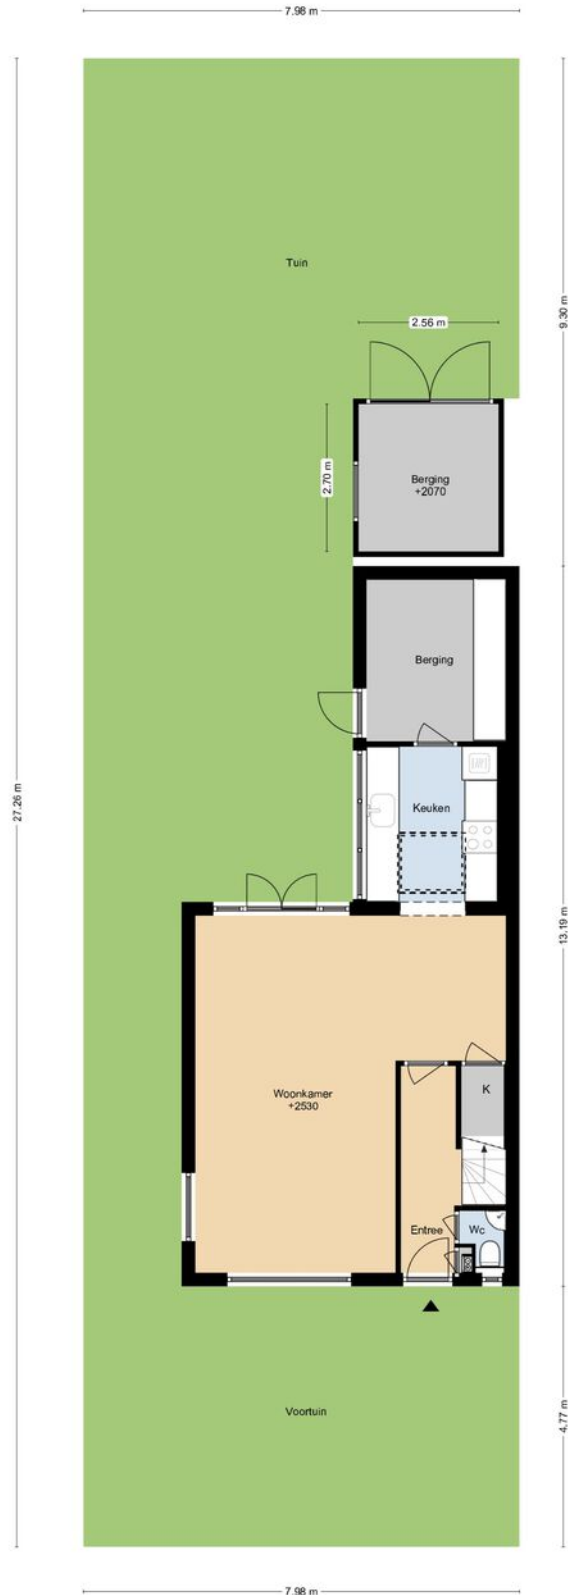 7.98 m
Tuin
9.30 m
2.56 m
2.70 m
Berging
+2070
Berging
27.26 m
Keuken
13.19 m
Woonkamer
+2530
K
Entree
Wc
Voortuin
4.77 m
7.98 m